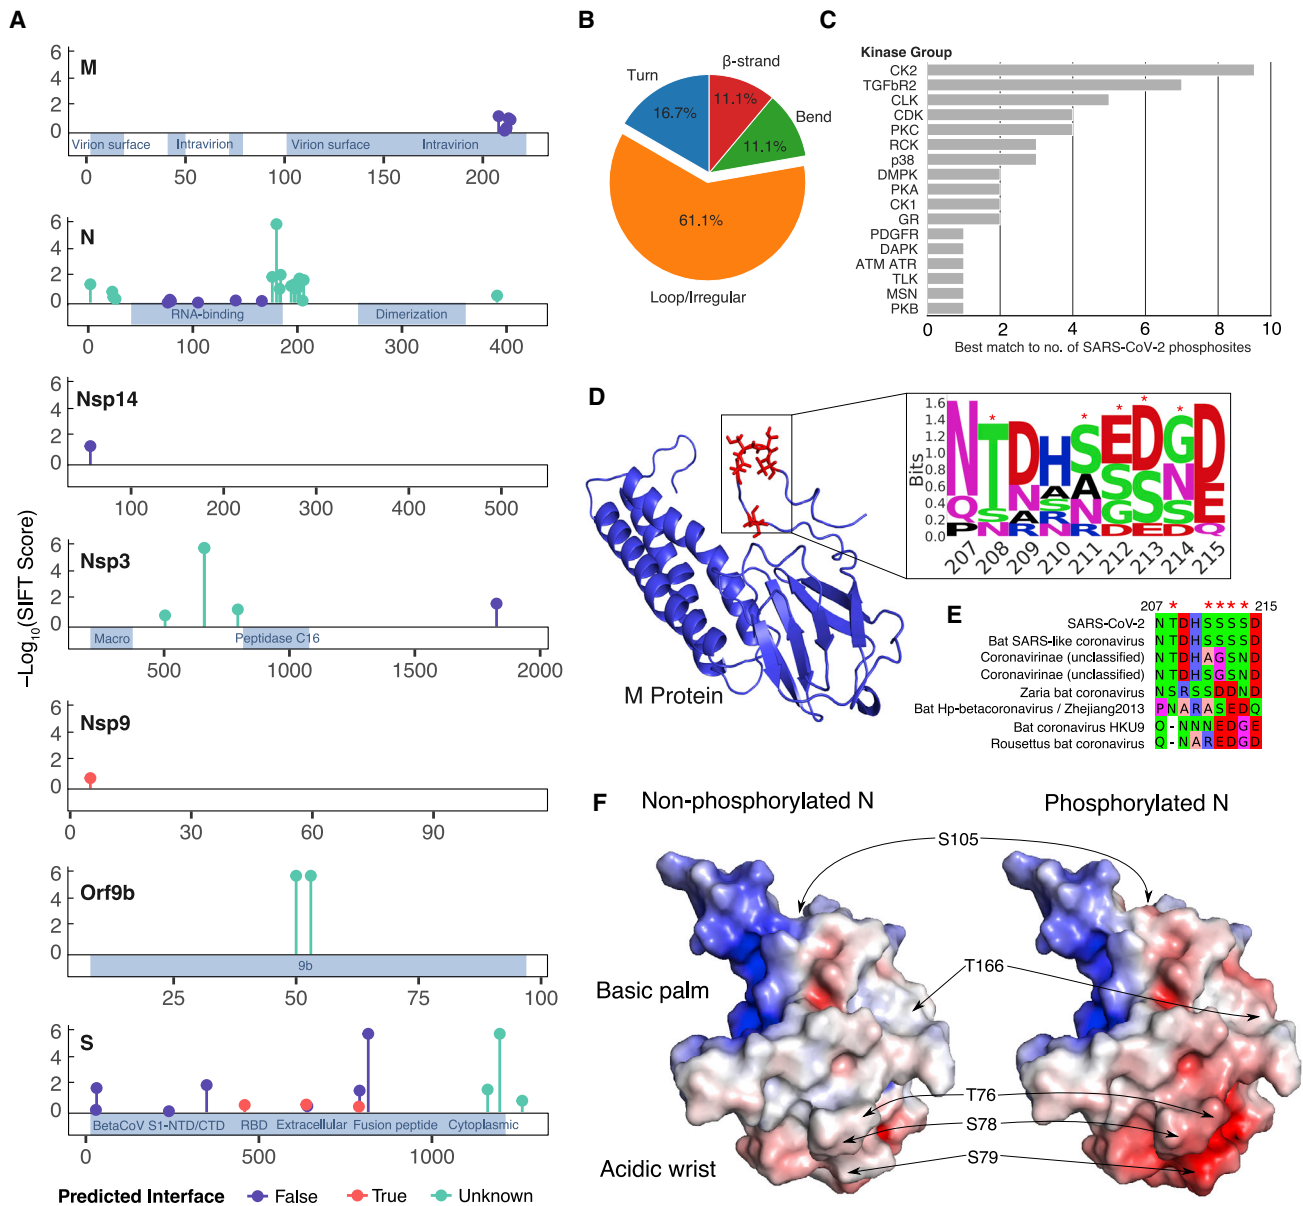 A
−Log10(SIFT Score)
M
6
4
2
0
Virion surface
Intravirion
Virion surface
Intravirion
0 50 100 150 200
N
6
4
2
0
RNA-binding
Dimerization
0 100 200 300 400
Nsp14
6
4
2
0
100 200 300 400 500
Nsp3
6
4
2
0
Macro
Peptidase C16
500 1000 1500 2000
Nsp9
6
4
2
0
0 30 60 90
Orf9b
6
4
2
0
9b
25 50 75 100
S
6
4
2
0
BetaCoV S1-NTD/CTD
RBD
Extracellular
Fusion peptide
Cytoplasmic
0 500 1000
Predicted Interface
False
True
Unknown
B
β-strand
11.1%
Bend
11.1%
Turn
16.7%
61.1%
Loop/Irregular
C
Kinase Group
CK2
TGFbR2
CLK
CDK
PKC
RCK
p38
DMPK
PKA
CK1
GR
PDGFR
DAPK
ATM ATR
TLK
MSN
PKB
0 2 4 6 8 10
Best match to no. of SARS-CoV-2 phosphosites
D
M Protein
Bits
1.6
1.4
1.2
1.0
0.8
0.6
0.4
0.2
0.0
* * * * *
N T D H S E D G D
Q S N A A S S N E
P N A S N G E S Q
R R R D D
N
207 208 209 210 211 212 213 214 215
E
207 * * * * * 215
SARS-CoV-2 N T D H S S S S D
Bat SARS-like coronavirus N T D H S S S S D
Coronavirinae (unclassified) N T D H A G S N D
Coronavirinae (unclassified) N T D H S G S N D
Zaria bat coronavirus N S R S S D D N D
Bat Hp-betacoronavirus / Zhejiang2013 P N A R A S E D Q
Bat coronavirus HKU9 Q - N N N E D G E
Rousettus bat coronavirus Q - N A R E D G D
F
Non-phosphorylated N
Phosphorylated N
S105
T166
Basic palm
T76
S78
S79
Acidic wrist